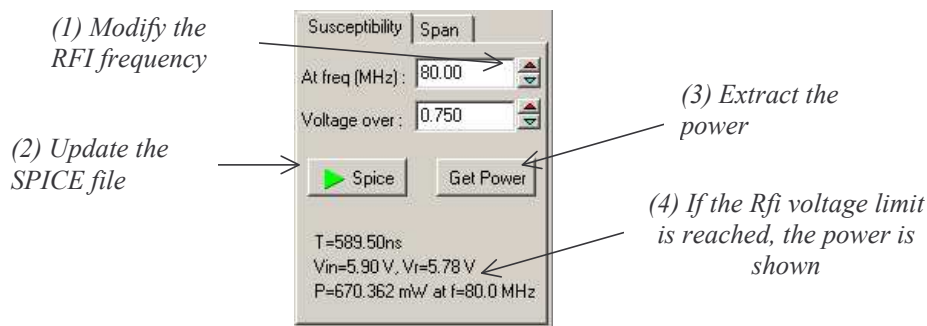 (1) Modify the
RFI frequency
(2) Update the
SPICE file
Susceptibility Span
At freq (MHz) : 80.00
Voltage over : 0.750
Spice Get Power
T=589.50ns
Vin=5.90 V, Vr=5.78 V
P=670.362 mW at f=80.0 MHz
(3) Extract the
power
(4) If the Rfi voltage limit
is reached, the power is
shown